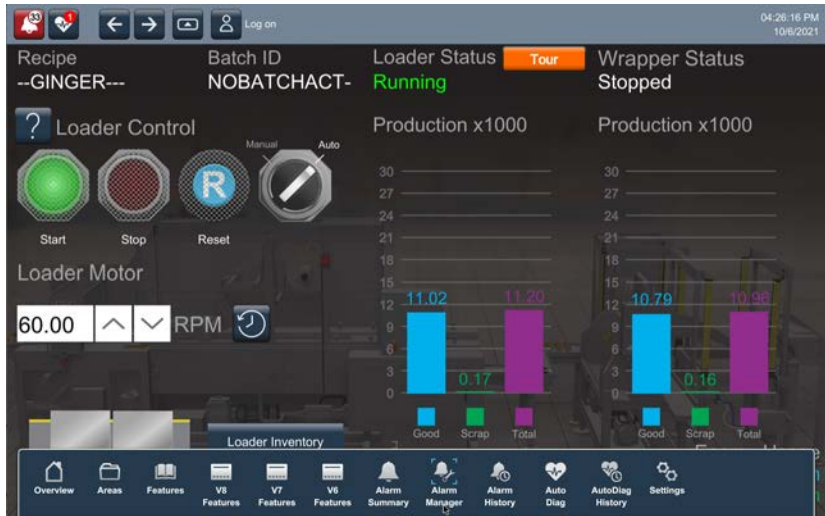 33
Log on
04:26:16 PM
10/6/2021
Recipe
--GINGER---
Batch ID
NOBATCHACT-
Loader Status
Running
Tour
Wrapper Status
Stopped
? Loader Control
Manual
Auto
R
Start
Stop
Reset
Loader Motor
60.00
RPM
Production x1000
30
27
24
21
18
15
12
9
6
3
0
11.02
0.17
11.20
Good
Scrap
Total
Production x1000
30
27
24
21
18
15
12
9
6
3
0
10.79
0.16
10.96
Good
Scrap
Total
Loader Inventory
Overview
Areas
Features
V8
Features
V7
Features
V6
Features
Alarm
Summary
Alarm
Manager
Alarm
History
Auto
Diag
AutoDiag
History
Settings